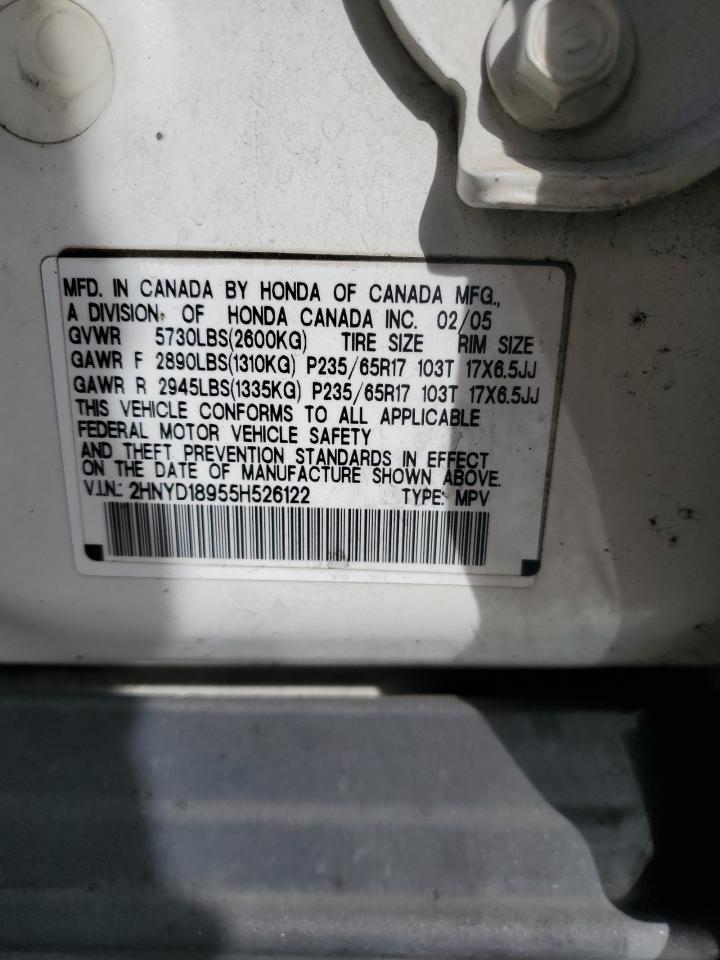 MFD. IN CANADA BY HONDA OF CANADA MFG.,
A DIVISION OF HONDA CANADA INC. 02/05
GVWR 5730LBS(2600KG) TIRE SIZE RIM SIZE
GAWR F 2890LBS(1310KG) P235/65R17 103T 17X6.5JJ
GAWR R 2945LBS(1335KG) P235/65R17 103T 17X6.5JJ
THIS VEHICLE CONFORMS TO ALL APPLICABLE
FEDERAL MOTOR VEHICLE SAFETY
AND THEFT PREVENTION STANDARDS IN EFFECT
ON THE DATE OF MANUFACTURE SHOWN ABOVE.
V.I.N.: 2HNYD18955H526122 TYPE: MPV